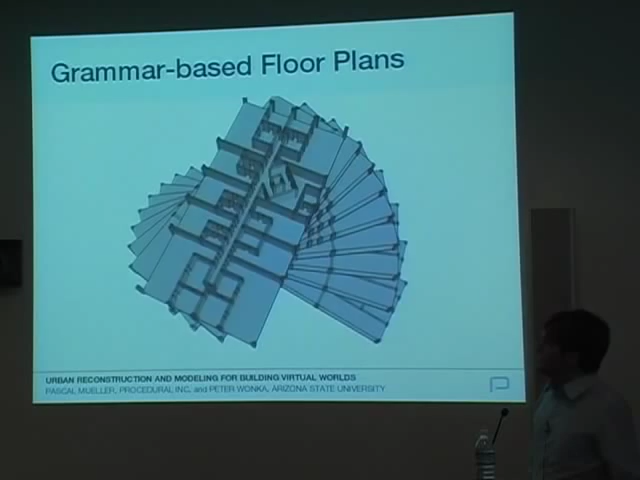 Grammar-based Floor Plans
URBAN RECONSTRUCTION AND MODELING FOR BUILDING VIRTUAL WORLDS
PASCAL MUELLER, PROCEDURAL INC. and PETER WONKA, ARIZONA STATE UNIVERSITY